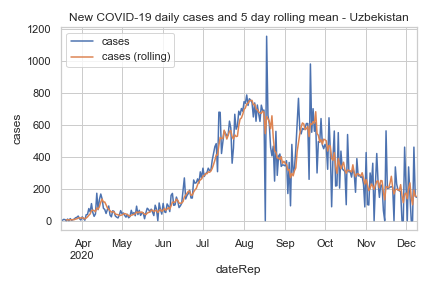 New COVID-19 daily cases and 5 day rolling mean - Uzbekistan
cases
cases (rolling)
1200
1000
800
600
400
200
0
cases
Apr May Jun Jul Aug Sep Oct Nov Dec
2020
dateRep